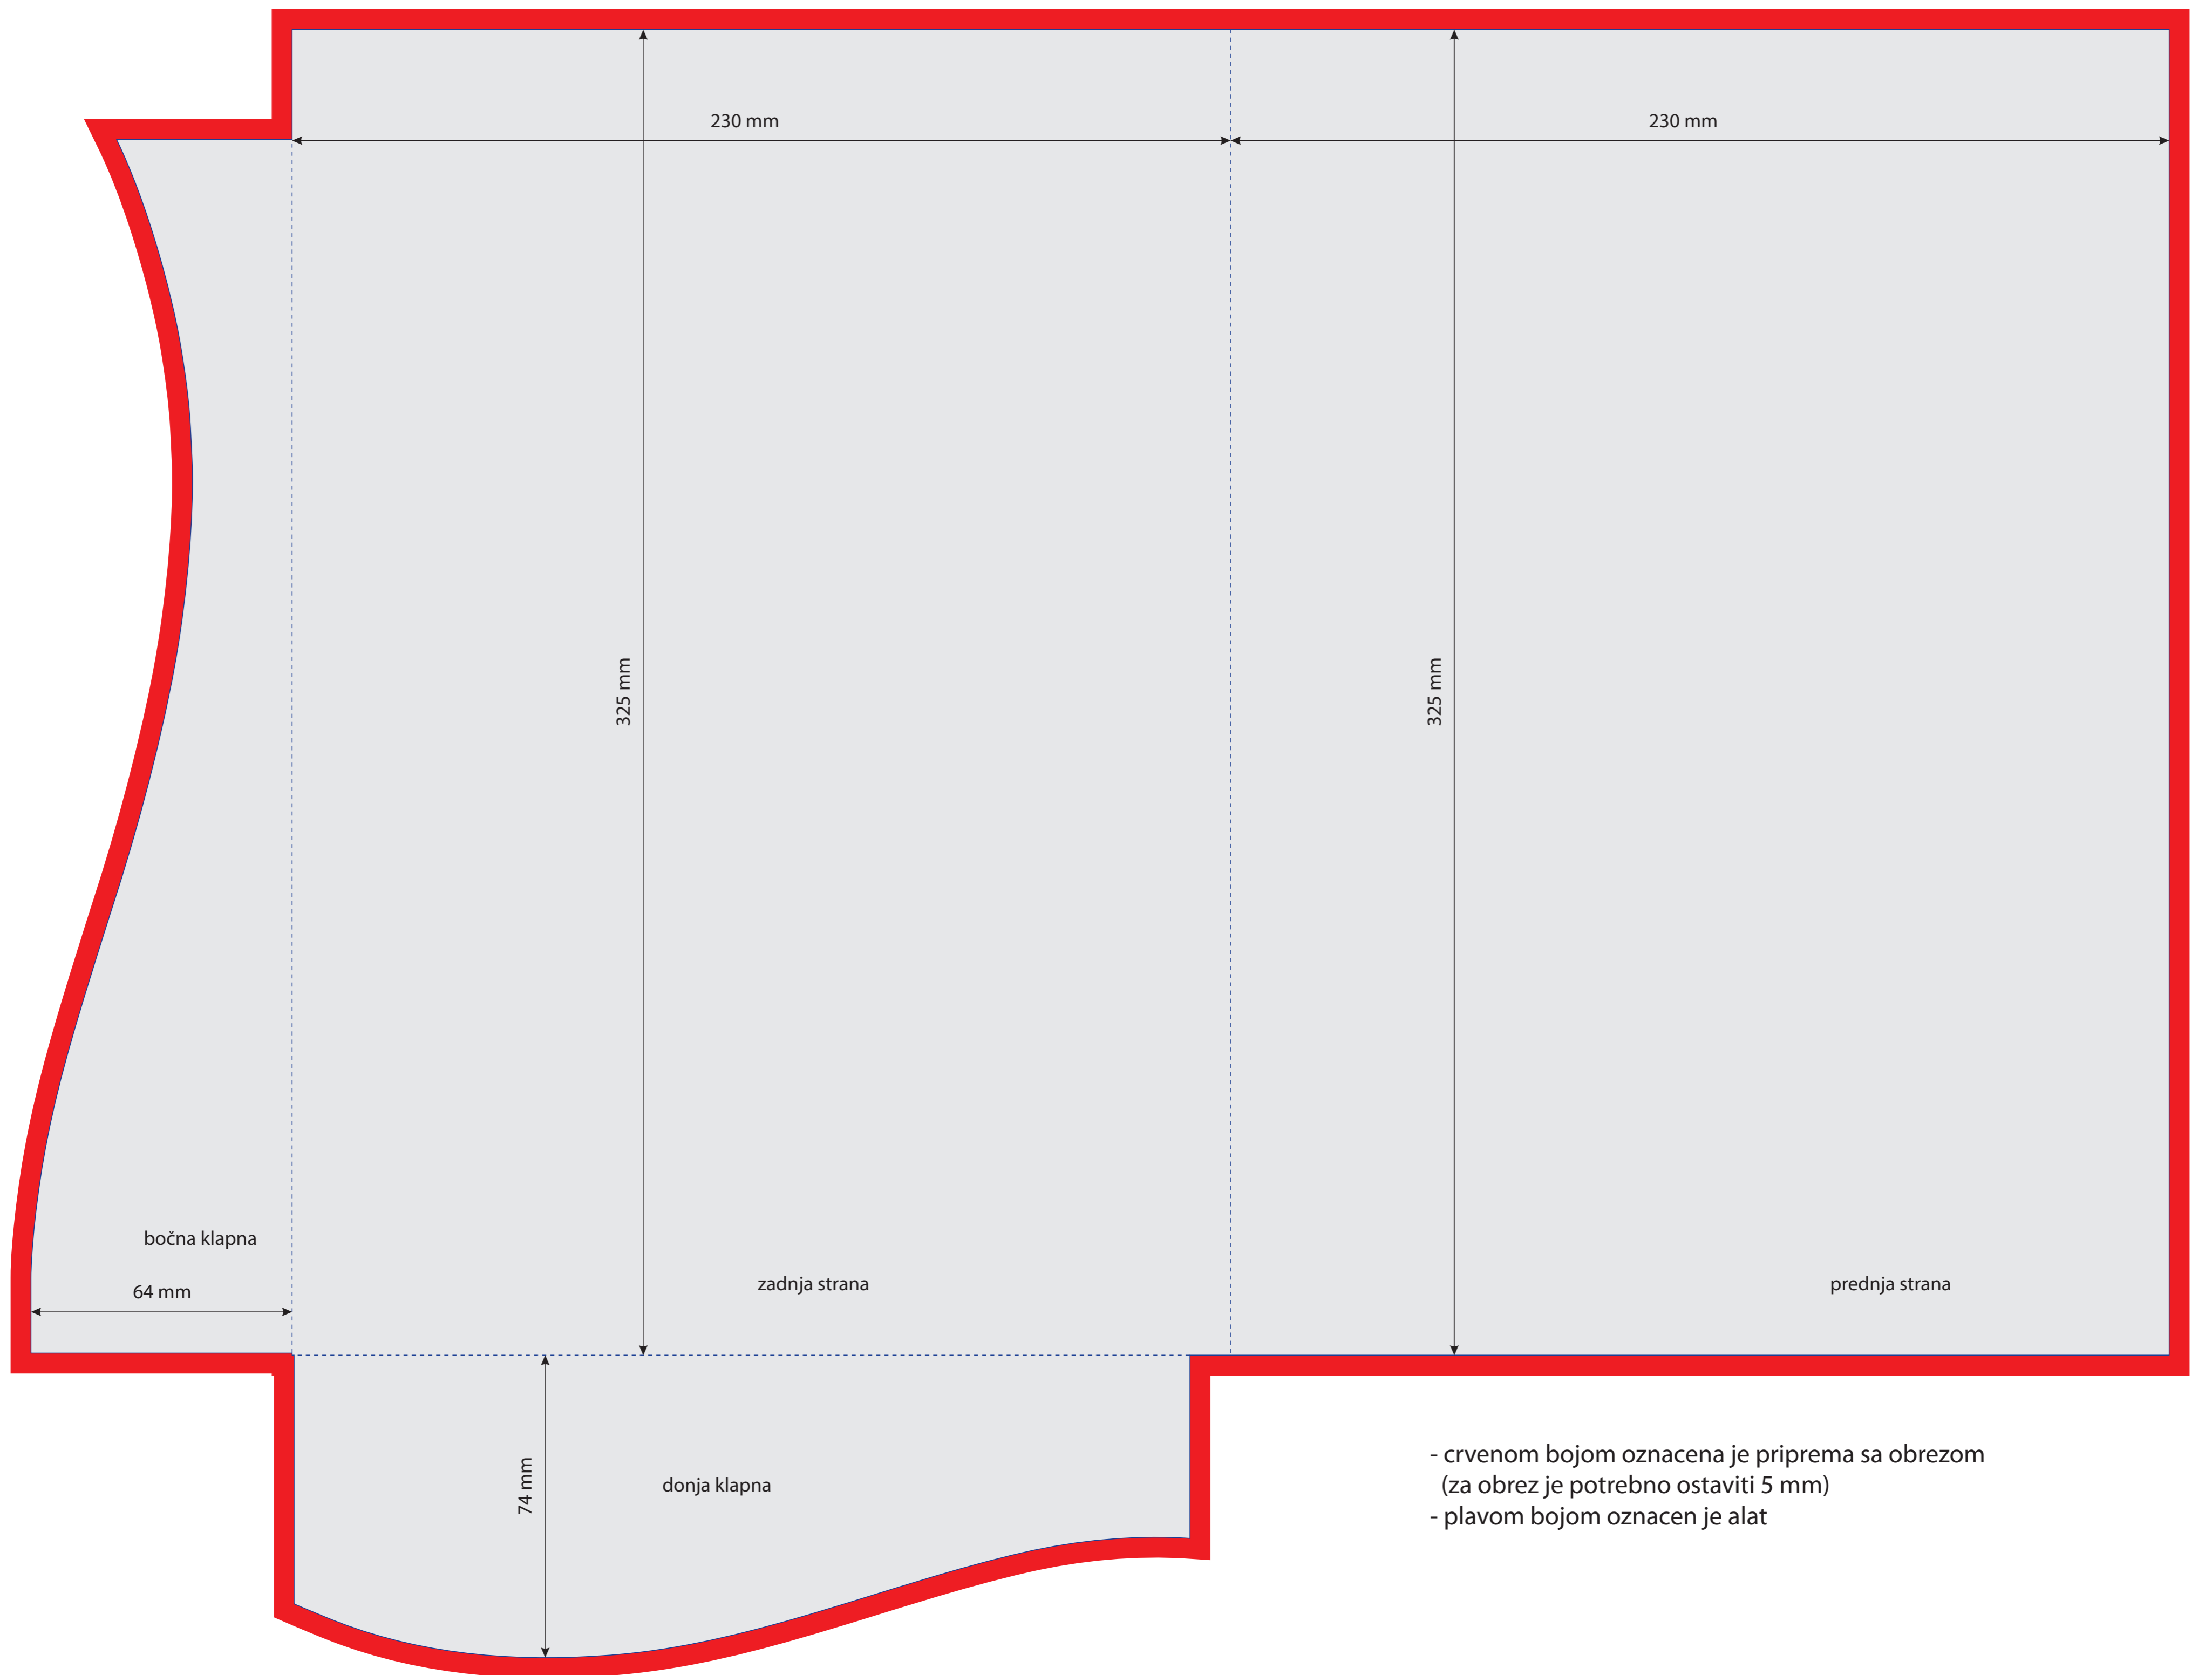 230 mm
230 mm
325 mm
325 mm
bočna klapna
64 mm
zadnja strana
prednja strana
74 mm
donja klapna
- crvenom bojom oznacena je priprema sa obrezom
(za obrez je potrebno ostaviti 5 mm)
- plavom bojom oznacen je alat